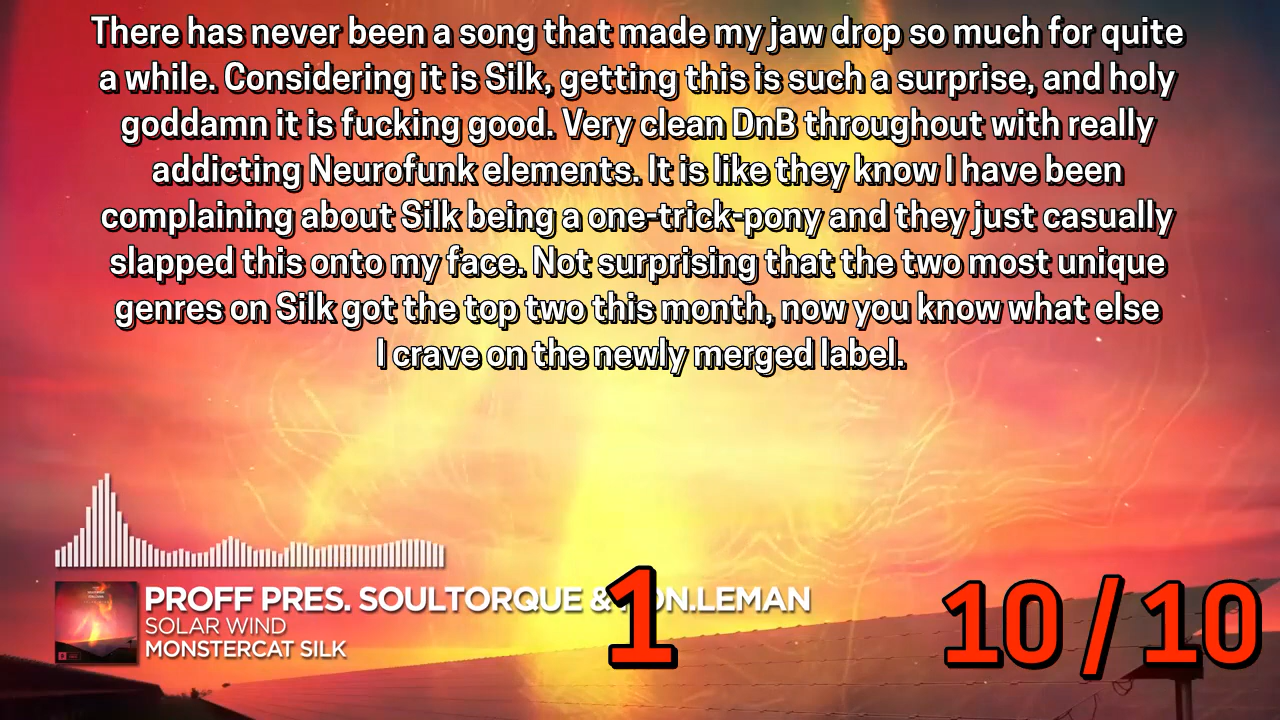 There has never been a song that made my jaw drop so much for quite
a while. Considering it is Silk, getting this is such a surprise, and holy
goddamn it is fucking good. Very clean DnB throughout with really
addicting Neurofunk elements. It is like they know I have been
complaining about Silk being a one-trick-pony and they just casually
slapped this onto my face. Not surprising that the two most unique
genres on Silk got the top two this month, now you know what else
I crave on the newly merged label.
PROFF PRES. SOULTORQUE &
SOLAR WIND
MONSTERCAT SILK
1
10/10